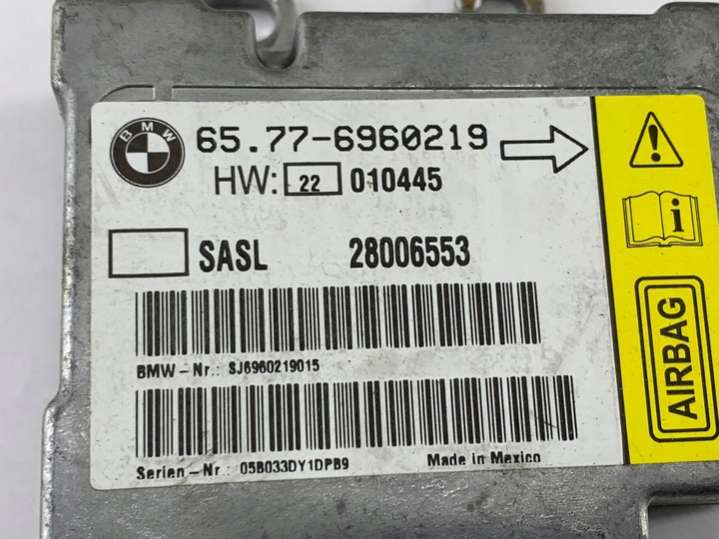 BMW
65.77-6960219
HW: 22 010445
SASL 28006553
BMW-Nr.: SJ6960219015
Serien-Nr: 05B033DY1DPB9
Made in Mexico
i
AIRBAG